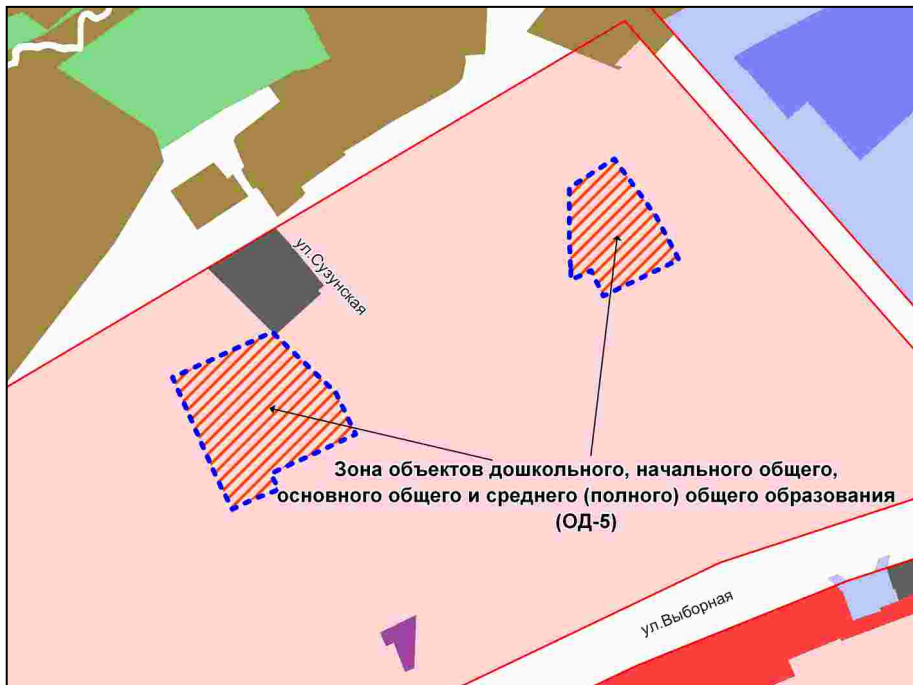 ул.Сузунская
Зона объектов дошкольного, начального общего,
основного общего и среднего (полного) общего образования
(ОД-5)
ул.Выборная